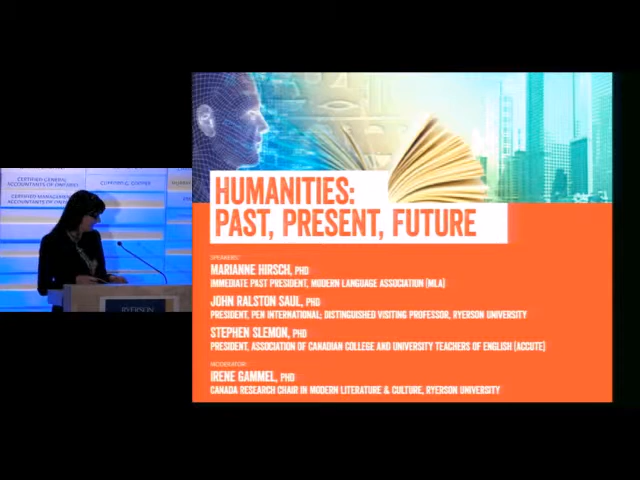 CERTIFIED GENERAL
ACCOUNTANTS OF ONTARIO
CERTIFIED MANAGEMENT
RYERSON
HUMANITIES:
PAST, PRESENT, FUTURE
SPEAKERS:
MARIANNE HIRSCH, PHD
IMMEDIATE PAST PRESIDENT, MODERN LANGUAGE ASSOCIATION (MLA)
JOHN RALSTON SAUL, PHD
PRESIDENT, PEN INTERNATIONAL; DISTINGUISHED VISITING PROFESSOR, RYERSON UNIVERSITY
STEPHEN SLEMON, PHD
PRESIDENT, ASSOCIATION OF CANADIAN COLLEGE AND UNIVERSITY TEACHERS OF ENGLISH (ACCUTE)
MODERATOR:
IRENE GAMMEL, PHD
CANADA RESEARCH CHAIR IN MODERN LITERATURE & CULTURE, RYERSON UNIVERSITY